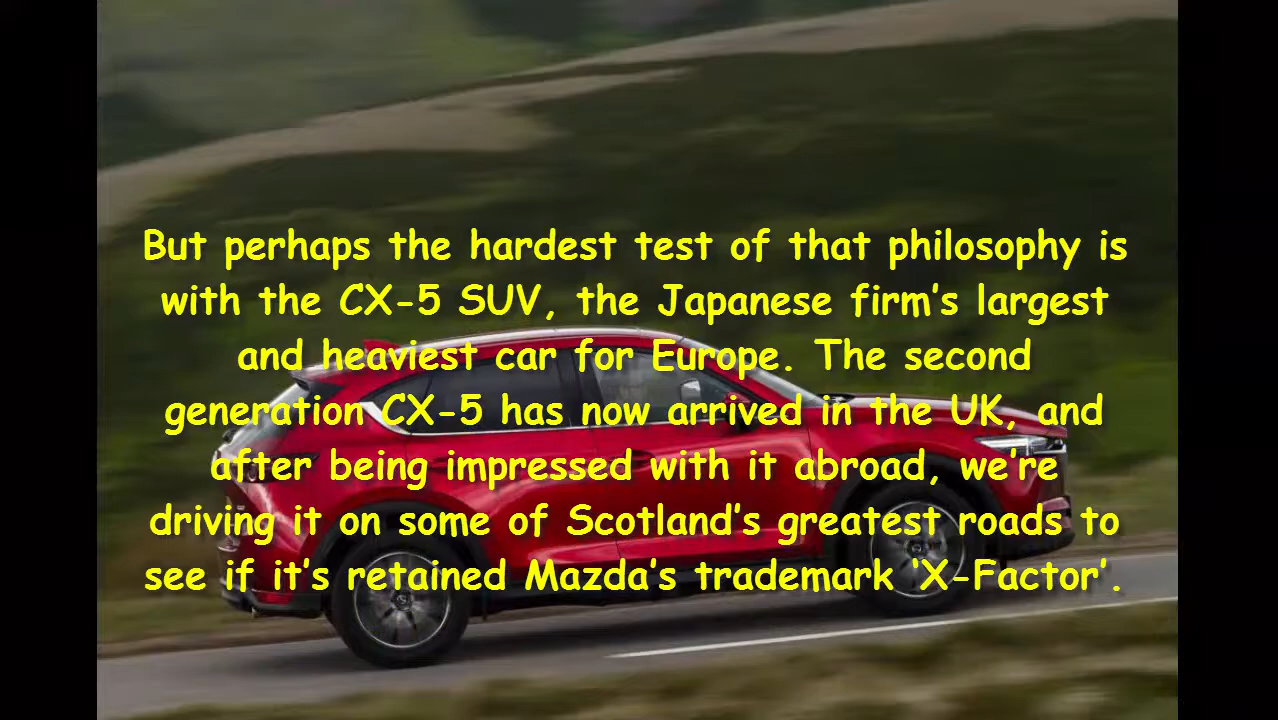 But perhaps the hardest test of that philosophy is
with the CX-5 SUV, the Japanese firm’s largest
and heaviest car for Europe. The second
generation CX-5 has now arrived in the UK, and
after being impressed with it abroad, we’re
driving it on some of Scotland’s greatest roads to
see if it’s retained Mazda’s trademark ‘X-Factor’.